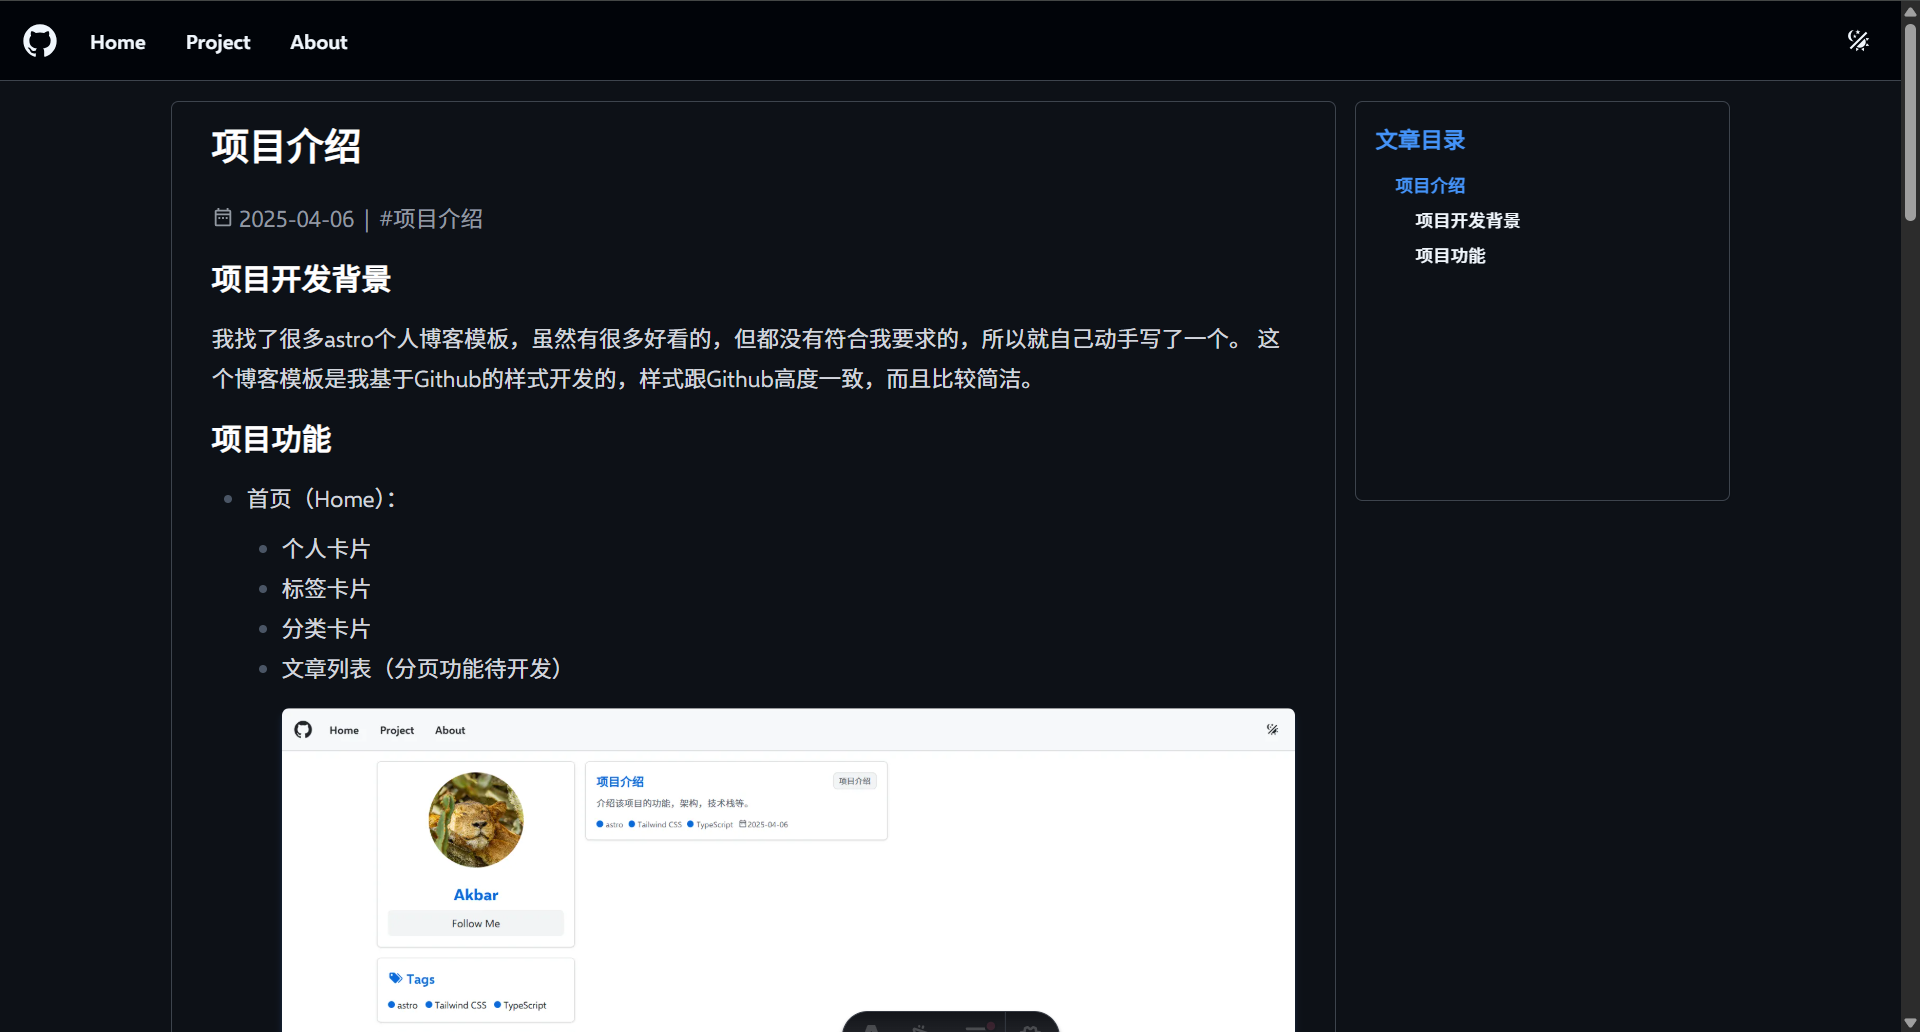 Home Project About
项目介绍
2025-04-06 | #项目介绍
项目开发背景
我找了很多astro个人博客模板，虽然有很多好看的，但都没有符合我要求的，所以就自己动手写了一个。 这
个博客模板是我基于Github的样式开发的，样式跟Github高度一致，而且比较简洁。
项目功能
首页（Home）：
个人卡片
标签卡片
分类卡片
文章列表（分页功能待开发）
Home Project About
项目介绍 项目介绍
介绍该项目的功能，架构，技术栈等。
astro Tailwind CSS TypeScript 2025-04-06
Akbar
Follow Me
Tags
astro Tailwind CSS TypeScript
文章目录
项目介绍
项目开发背景
项目功能